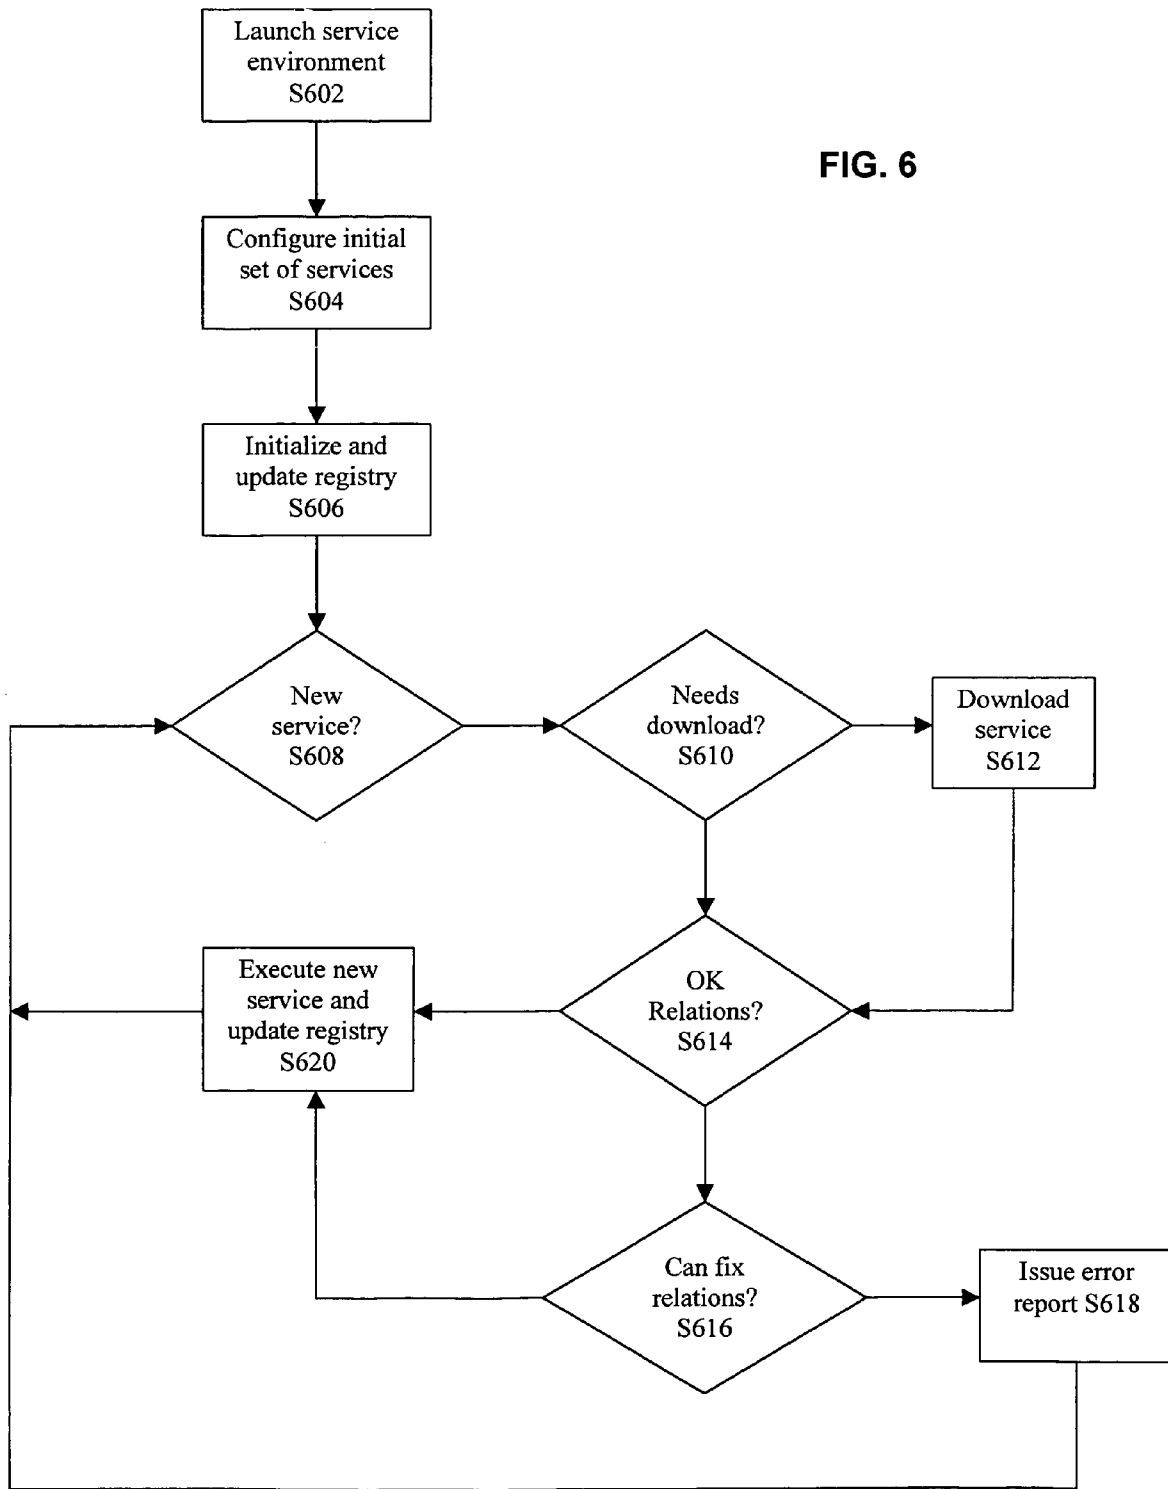 Launch service
environment
S602
FIG. 6
Configure initial
set of services
S604
Initialize and
update registry
S606
New
service?
S608
Needs
download?
S610
Download
service
S612
Execute new
service and
update registry
S620
OK
Relations?
S614
Can fix
relations?
S616
Issue error
report S618